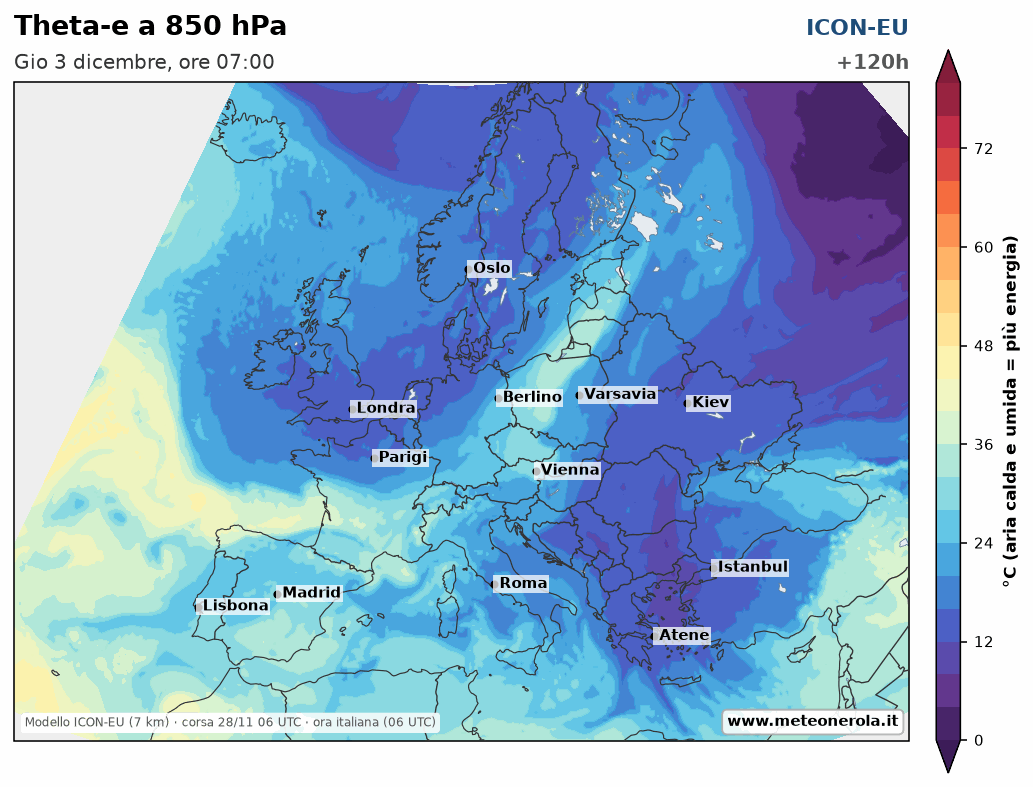 Theta-e a 850 hPa
ICON-EU
Gio 3 dicembre, ore 07:00
+120h
72
60
48
36
24
12
0
°C (aria calda e umida = più energia)
Oslo
Londra
Berlino
Varsavia
Kiev
Parigi
Vienna
Istanbul
Roma
Madrid
Lisbona
Atene
Modello ICON-EU (7 km) · corsa 28/11 06 UTC · ora italiana (06 UTC)
www.meteonerola.it